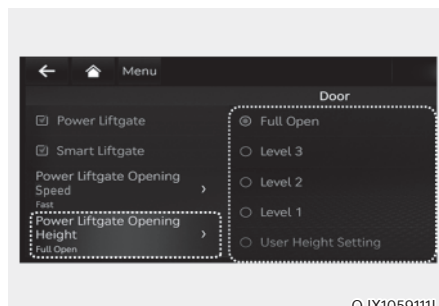 Menu
Door
Power Liftgate
Smart Liftgate
Power Liftgate Opening
Speed
Fast
Power Liftgate Opening
Height
Full Open
Full Open
Level 3
Level 2
Level 1
User Height Setting